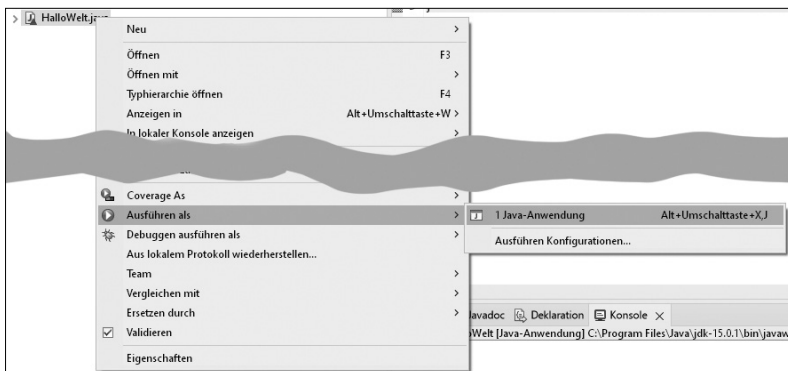 HalloWelt.java
Neu
Öffnen F3
Öffnen mit
Typhierarchie öffnen F4
Anzeigen in Alt+Umschalttaste+W
In lokaler Konsole anzeigen
Coverage As
Ausführen als
1 Java-Anwendung Alt+Umschalttaste+X,J
Debuggen ausführen als
Ausführen Konfigurationen...
Aus lokalem Protokoll wiederherstellen...
Team
Vergleichen mit
Ersetzen durch
Javadoc Deklaration Konsole
Validieren
oWelt [Java-Anwendung] C:\Program Files\Java\jdk-15.0.1\bin\javaw
Eigenschaften